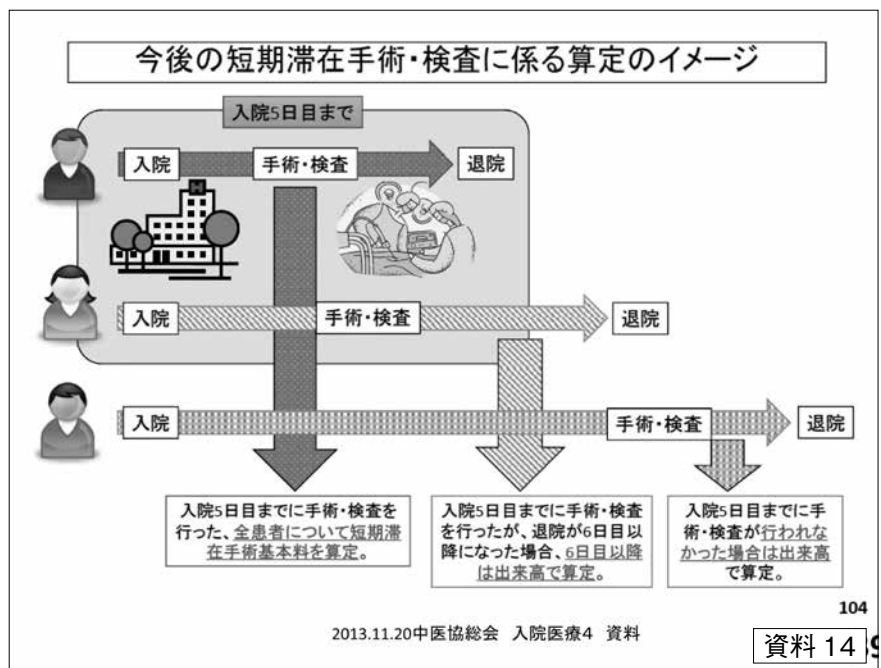 今後の短期滞在手術・検査に係る算定のイメージ
入院5日目まで
入院
手術・検査
退院
H
入院
手術・検査
退院
入院
手術・検査
退院
入院5日目までに手術・検査を
行った、全患者について短期滞
在手術基本料を算定。
入院5日目までに手術・検査
を行ったが、退院が6日目以
降になった場合、6日目以降
は出来高で算定。
入院5日目までに手
術・検査が行われな
かった場合は出来高
で算定。
104
2013.11.20中医協総会 入院医療4 資料
資料 14